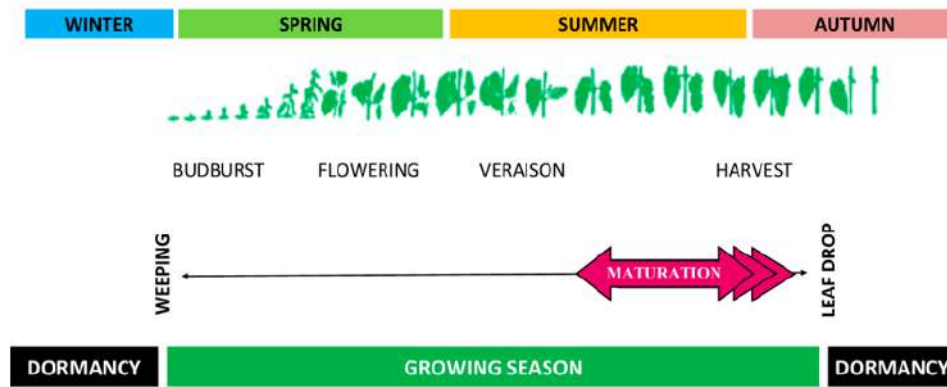 WINTER SPRING SUMMER AUTUMN
BUDBURST FLOWERING VERAISON HARVEST
WEEPING
MATURATION
LEAF DROP
DORMANCY GROWING SEASON DORMANCY